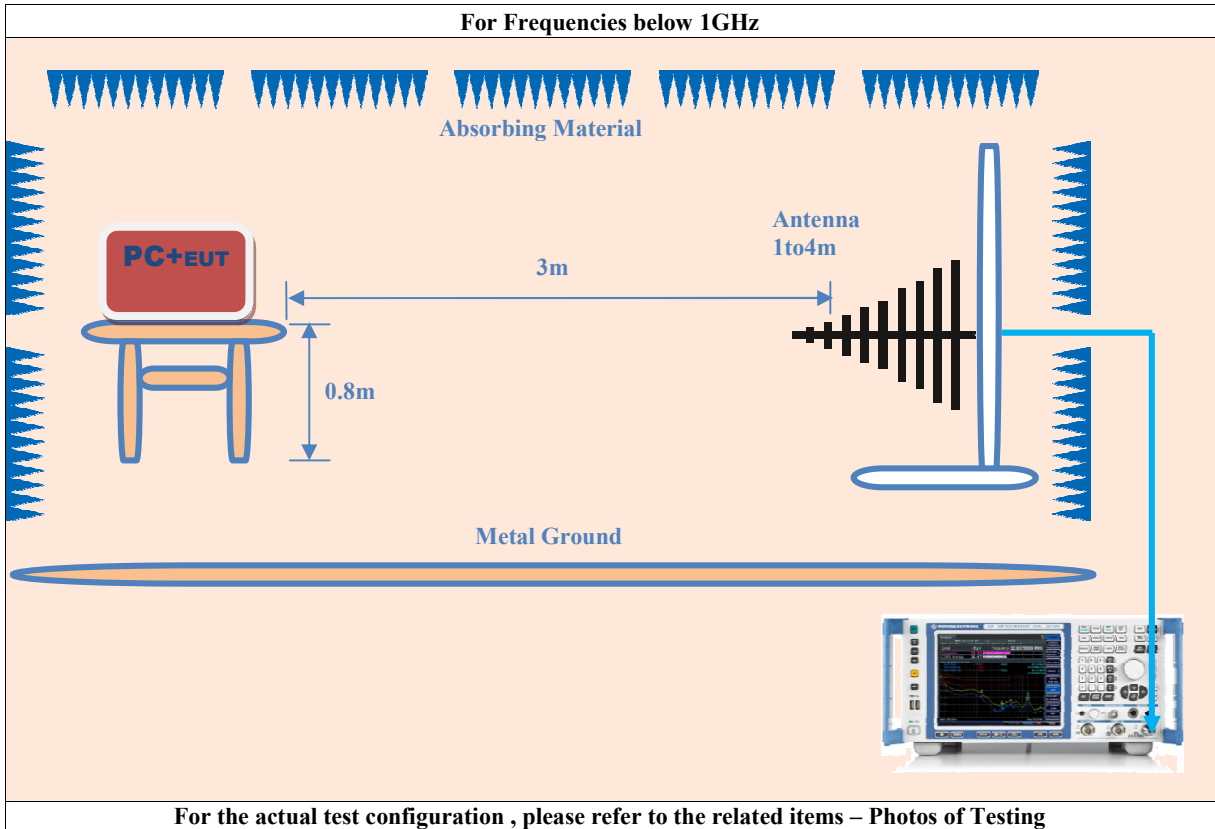 For Frequencies below 1GHz
Absorbing Material
Antenna
1to4m
PC+EUT
3m
0.8m
Metal Ground
For the actual test configuration , please refer to the related items – Photos of Testing